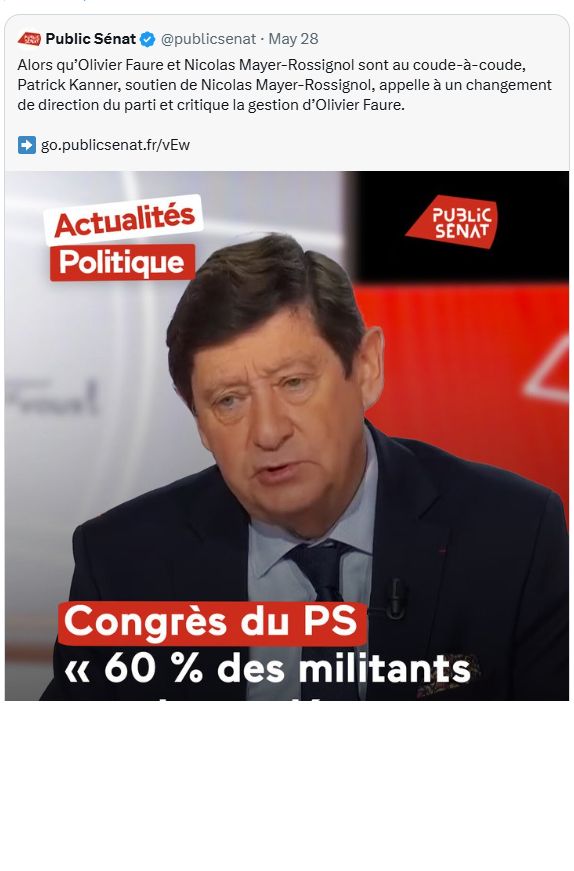 Public Sénat @publicsenat · May 28
Alors qu’Olivier Faure et Nicolas Mayer-Rossignol sont au coude-à-coude,
Patrick Kanner, soutien de Nicolas Mayer-Rossignol, appelle à un changement
de direction du parti et critique la gestion d’Olivier Faure.
➡️ go.publicsenat.fr/vEw
Actualités
Politique
PUBLIC
SÉNAT
vous!
Congrès du PS
« 60 % des militants